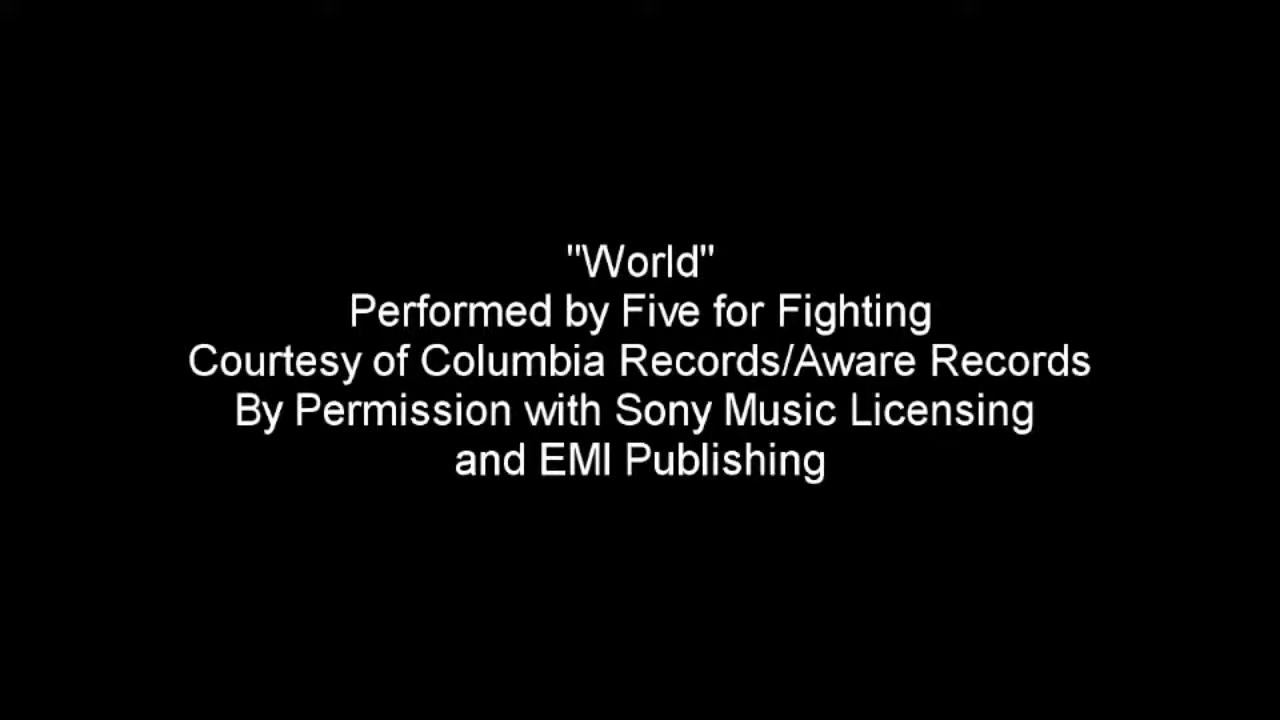 "World"
Performed by Five for Fighting
Courtesy of Columbia Records/Aware Records
By Permission with Sony Music Licensing
and EMI Publishing